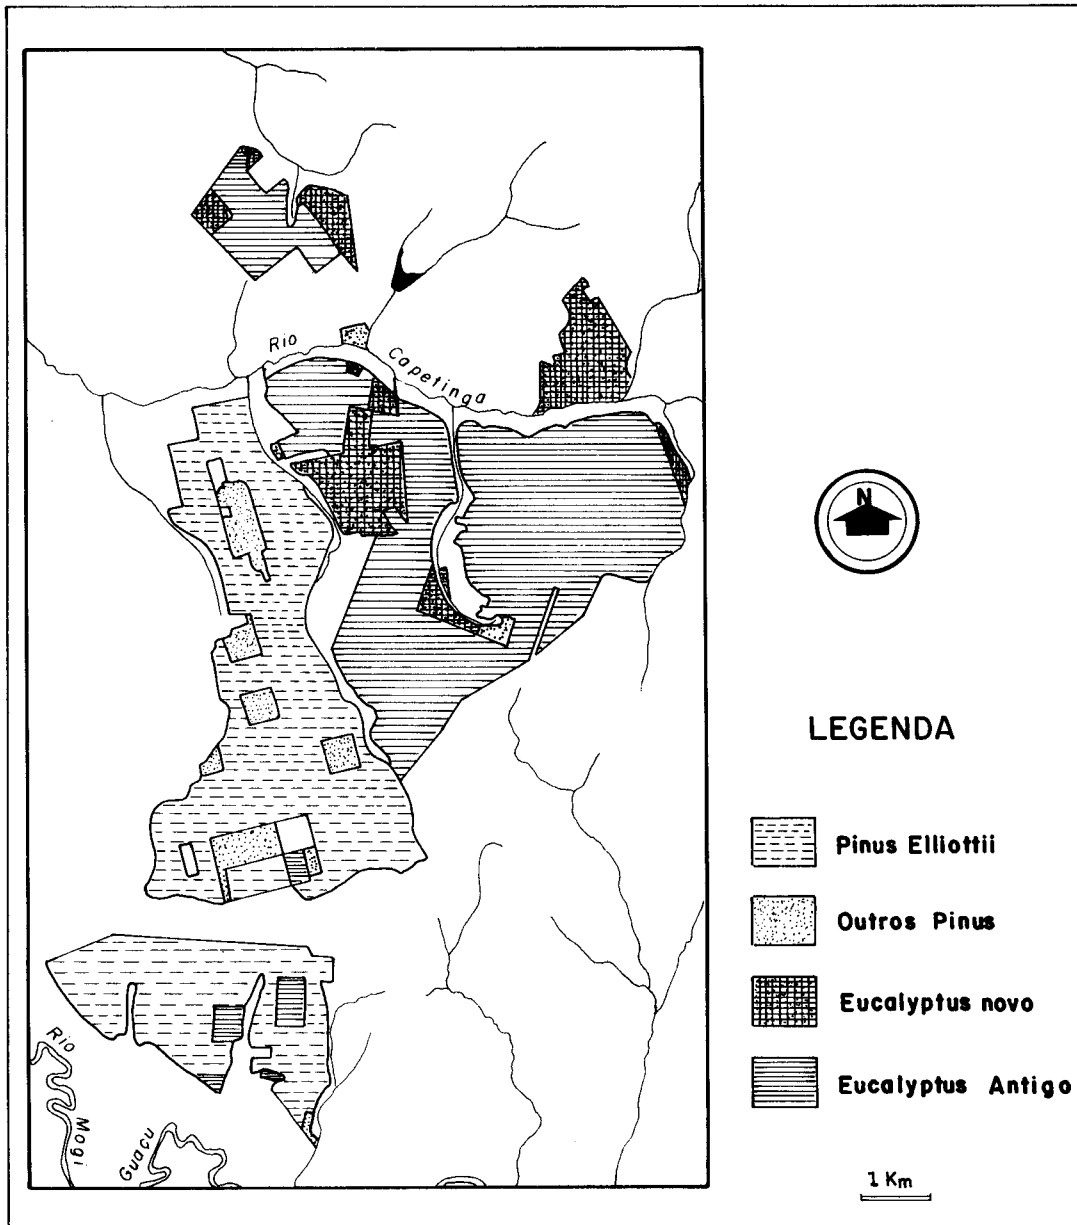 Rio
Capetinga
N
LEGENDA
Pinus Elliottii
Outros Pinus
Eucalyptus novo
Eucalyptus Antigo
Rio
Mogi
Guaçu
1 Km